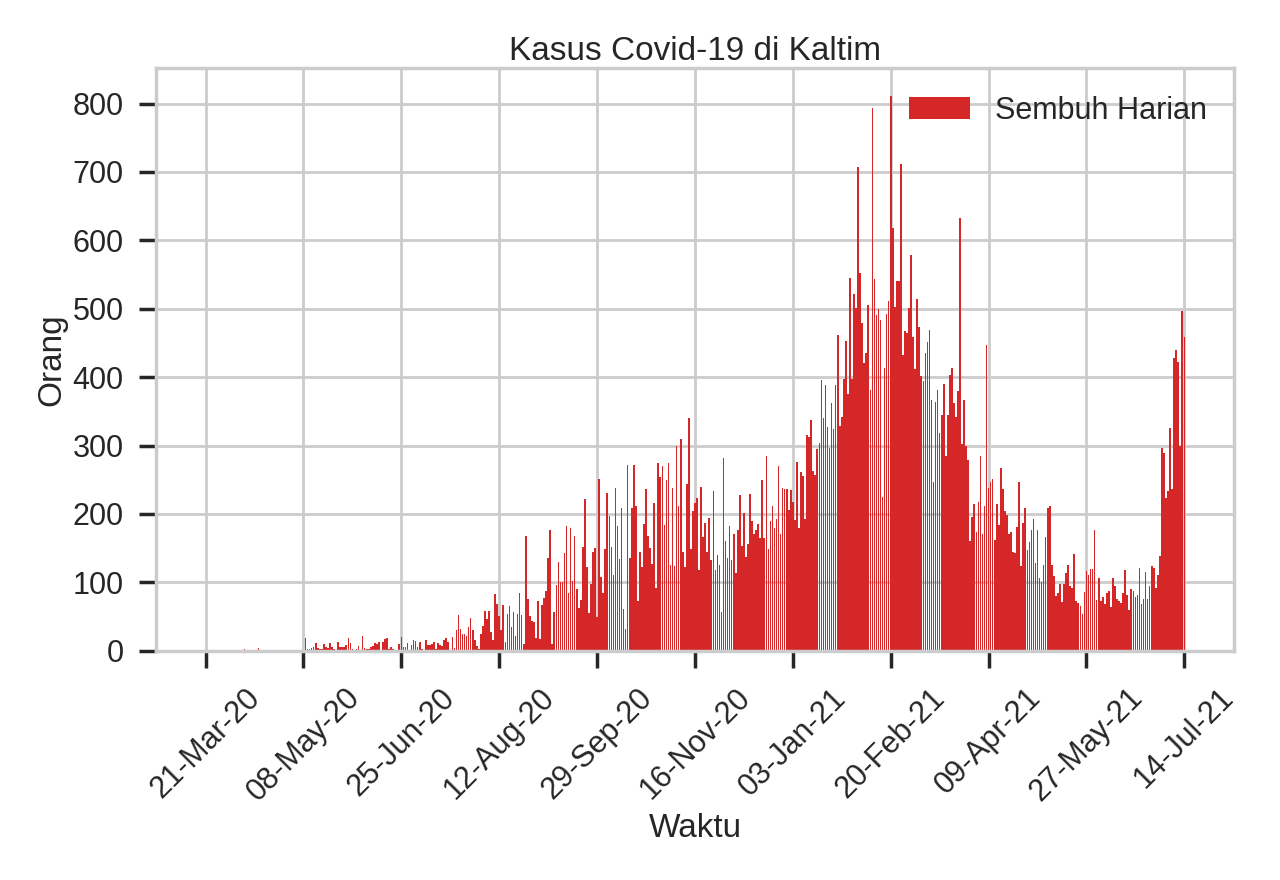 Kasus Covid-19 di Kaltim
Sembuh Harian
800
700
600
500
400
300
200
100
0
Orang
21-Mar-20
08-May-20
25-Jun-20
12-Aug-20
29-Sep-20
16-Nov-20
03-Jan-21
20-Feb-21
09-Apr-21
27-May-21
14-Jul-21
Waktu